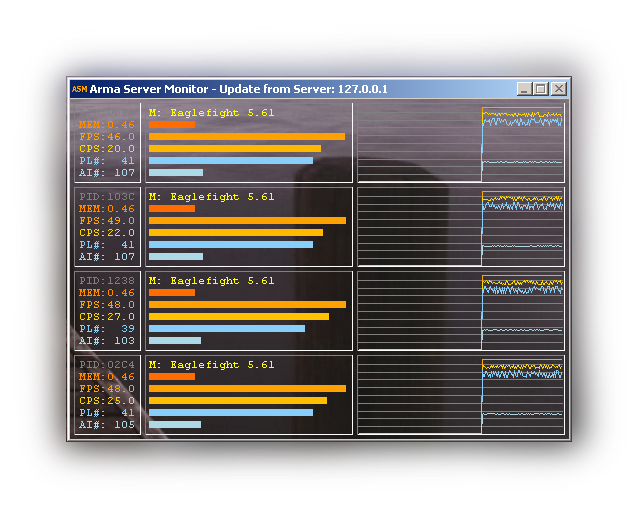 ASM Arma Server Monitor - Update from Server: 127.0.0.1
M: Eaglefight 5.61
MEM:0.46
FPS:46.0
CPS:20.0
PL#: 41
AI#: 107
PID:103C
M: Eaglefight 5.61
MEM:0.46
FPS:49.0
CPS:22.0
PL#: 41
AI#: 107
PID:1238
M: Eaglefight 5.61
MEM:0.46
FPS:48.0
CPS:27.0
PL#: 39
AI#: 103
PID:02C4
M: Eaglefight 5.61
MEM:0.46
FPS:48.0
CPS:25.0
PL#: 41
AI#: 105